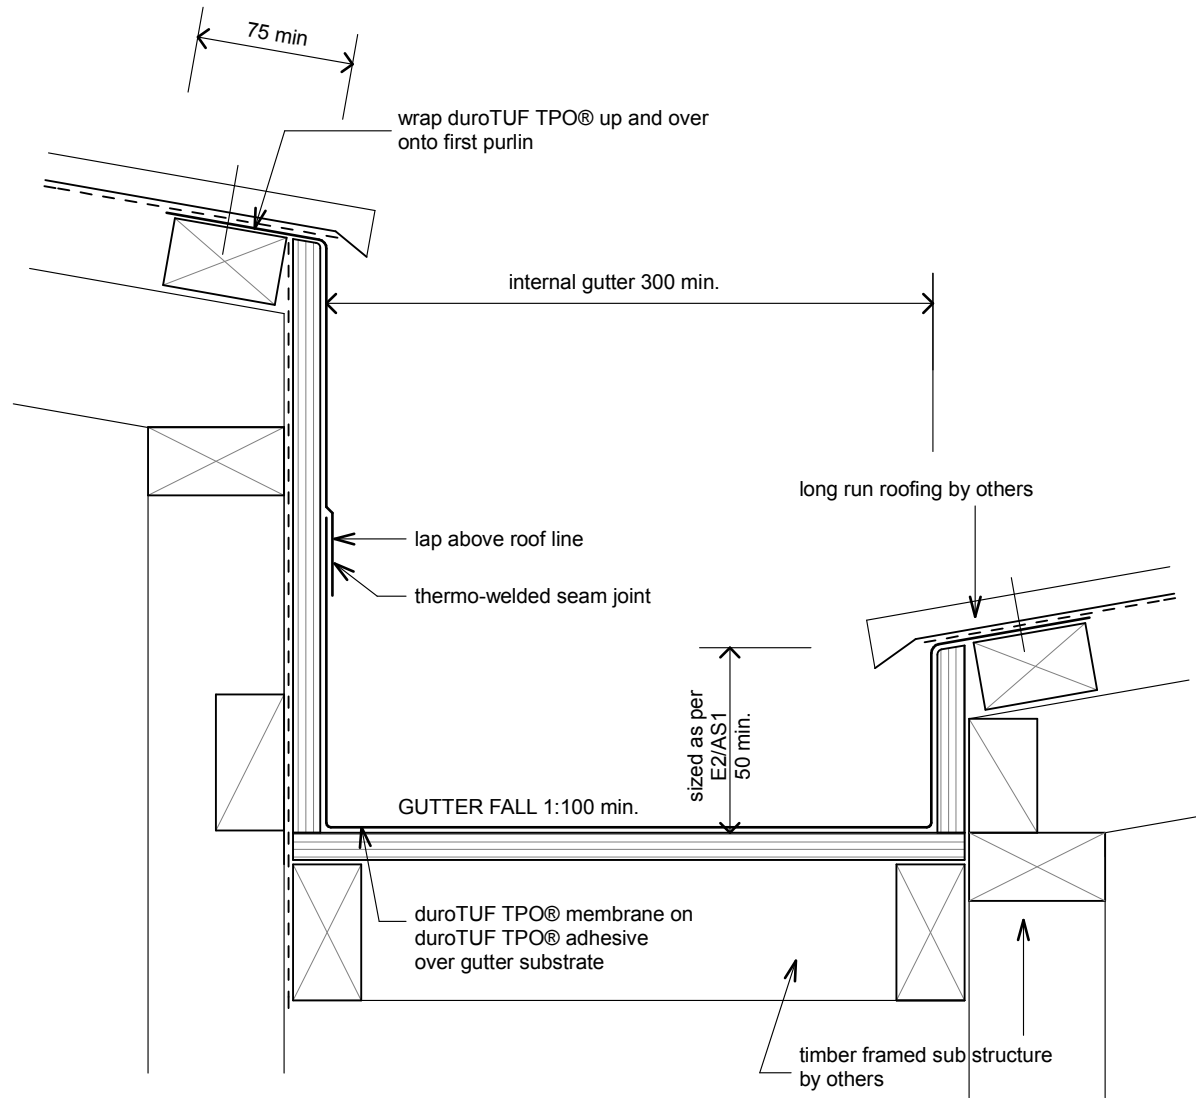 75 min
wrap duroTUF TPO® up and over
onto first purlin
internal gutter 300 min.
long run roofing by others
lap above roof line
thermo-welded seam joint
sized as per
E2/AS1
50 min.
GUTTER FALL 1:100 min.
duroTUF TPO® membrane on
duroTUF TPO® adhesive
over gutter substrate
timber framed sub structure
by others